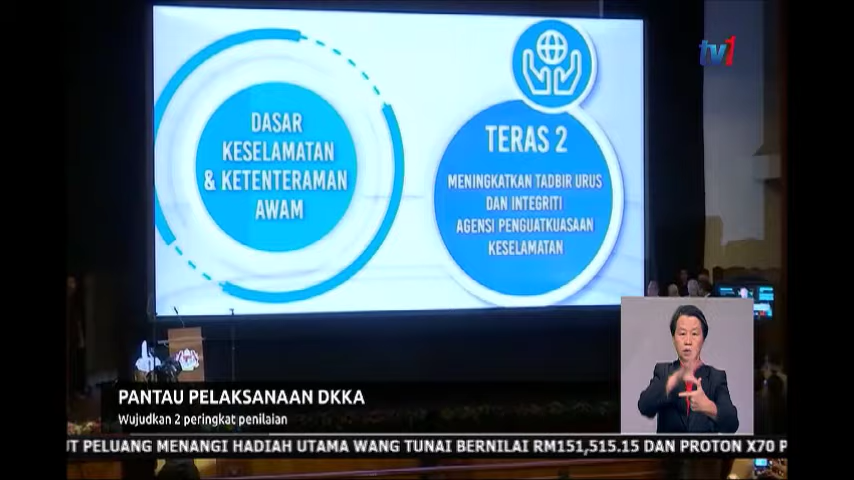 tv1
DASAR
KESELAMATAN
& KETENTERAMAN
AWAM
TERAS 2
MENINGKATKAN TADBIR URUS
DAN INTEGRITI
AGENSI PENGUATKUASAAN
KESELAMATAN
PANTAU PELAKSANAAN DKKA
Wujudkan 2 peringkat penilaian
UT PELUANG MENANGI HADIAH UTAMA WANG TUNAI BERNILAI RM151,515.15 DAN PROTON X70 P